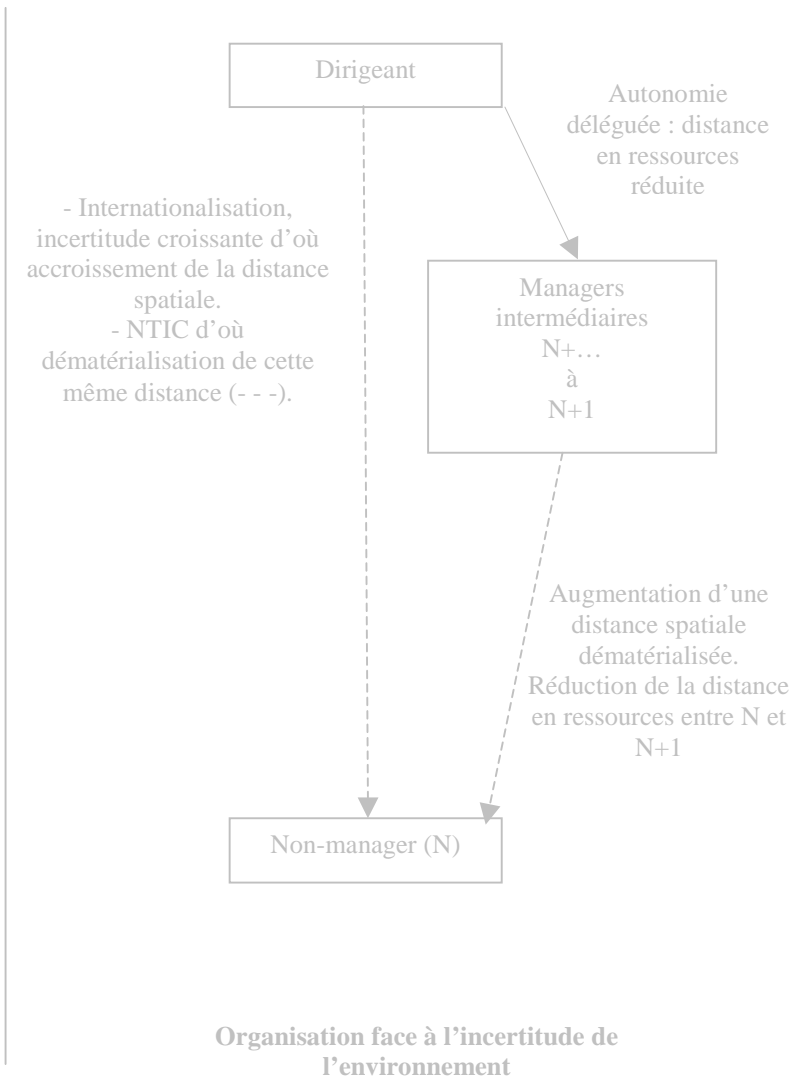 Dirigeant
Autonomie
déléguée : distance
en ressources
réduite
- Internationalisation,
incertitude croissante d’où
accroissement de la distance
spatiale.
- NTIC d’où
dématérialisation de cette
même distance (- - -).
Managers
intermédiaires
N+…
à
N+1
Augmentation d’une
distance spatiale
dématérialisée.
Réduction de la distance
en ressources entre N et
N+1
Non-manager (N)
Organisation face à l’incertitude de
l’environnement